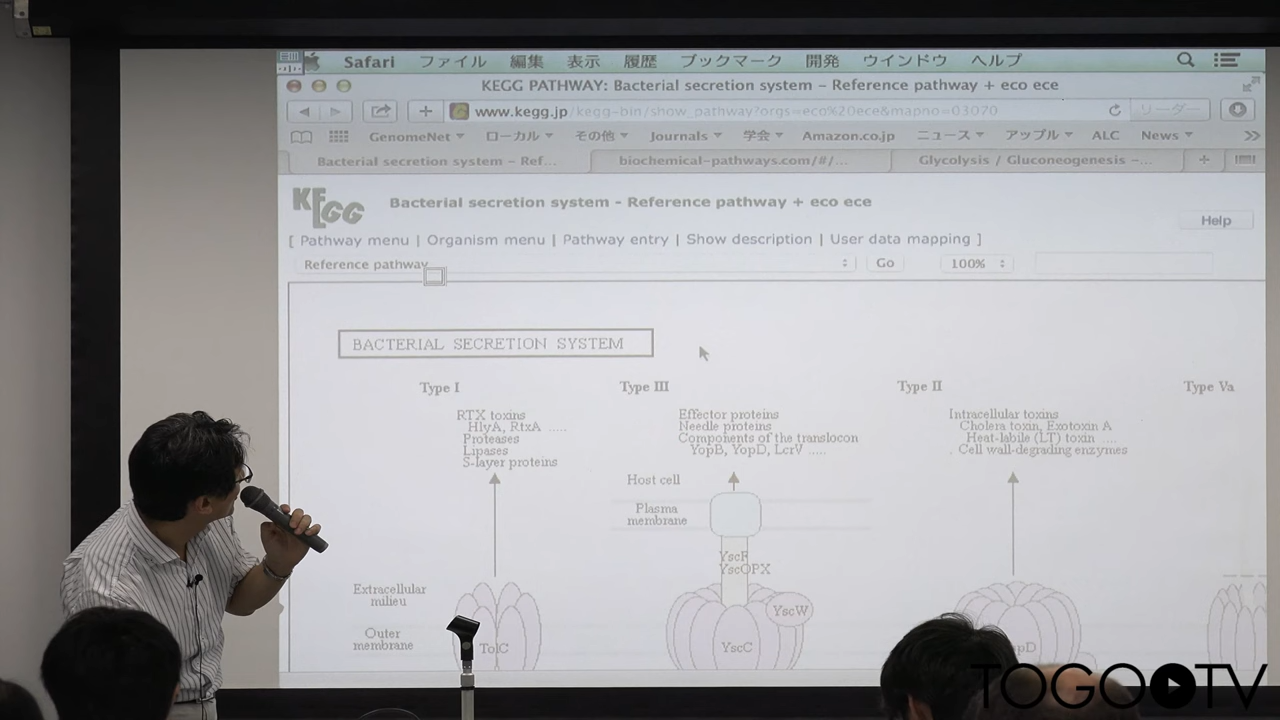 Safari ファイル 編集 表示 履歴 ブックマーク 開発 ウインドウ ヘルプ
KEGG PATHWAY: Bacterial secretion system – Reference pathway + eco ece
www.kegg.jp/kegg-bin/show_pathway?orgs=eco%20ece&mapno=03070
リーダー
GenomeNet ローカル その他 Journals 学会 Amazon.co.jp ニュース アップル ALC News
Bacterial secretion system – Ref...
biochemical-pathways.com/#/...
Glycolysis / Gluconeogenesis –...
KEGG
Bacterial secretion system - Reference pathway + eco ece
Help
[ Pathway menu | Organism menu | Pathway entry | Show description | User data mapping ]
Reference pathway
Go
100%
BACTERIAL SECRETION SYSTEM
Type I
Type III
Type II
Type Va
RTX toxins
HlyA, RtxA .....
Proteases
Lipases
S-layer proteins
Effector proteins
Needle proteins
Components of the translocon
YopB, YopD, LcrV .....
Intracellular toxins
Cholera toxin, Exotoxin A
Heat-labile (LT) toxin ....
Cell wall-degrading enzymes
Host cell
Plasma
membrane
YscF
YscOPX
Extracellular
milieu
YscW
Outer
membrane
TolC
YscC
TOGOTV